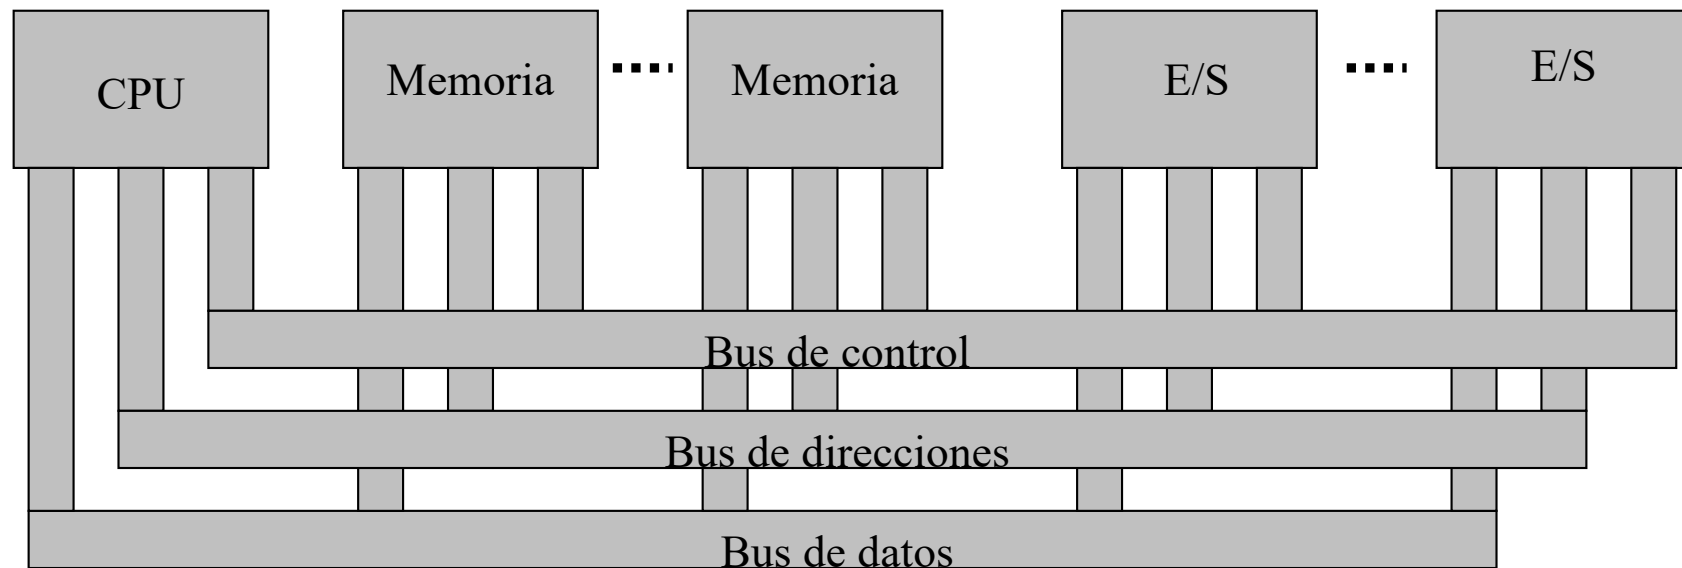 CPU
Memoria
Memoria
E/S
E/S
Bus de control
Bus de direcciones
Bus de datos